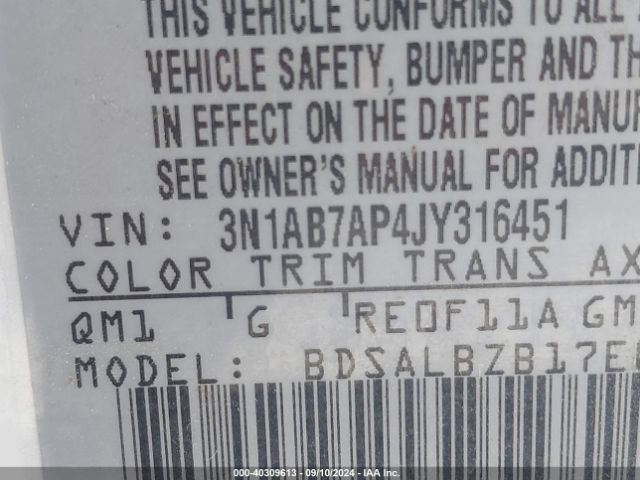 THIS VEHICLE CONFORMS TO ALL
VEHICLE SAFETY, BUMPER AND TH
IN EFFECT ON THE DATE OF MANU
SEE OWNER'S MANUAL FOR ADDITI
VIN: 3N1AB7AP4JY316451
COLOR TRIM TRANS AX
QM1 G RE0F11A GM
MODEL: BDSALBZB17E
000-40309613 - 09/10/2024 - IAA Inc.